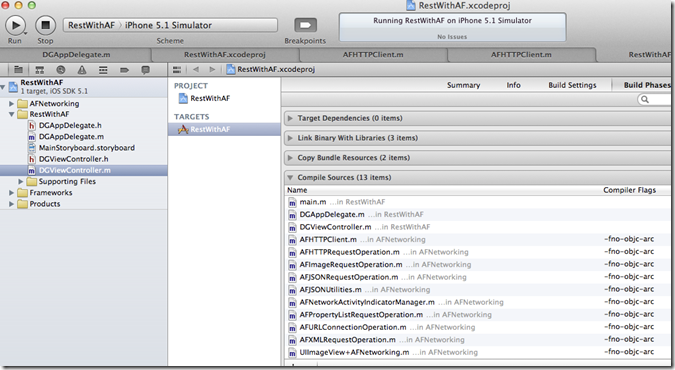 RestWithAF.xcodeproj
RestWithAF
iPhone 5.1 Simulator
Running RestWithAF on iPhone 5.1 Simulator
No Issues
Run
Stop
Scheme
Breakpoints
DGAppDelegate.m
RestWithAF.xcodeproj
AFHTTPClient.m
AFHTTPClient.m
RestWithAF
RestWithAF
1 target, iOS SDK 5.1
AFNetworking
RestWithAF
DGAppDelegate.h
DGAppDelegate.m
MainStoryboard.storyboard
DGViewController.h
DGViewController.m
Supporting Files
Frameworks
Products
RestWithAF.xcodeproj
PROJECT
RestWithAF
TARGETS
RestWithAF
Summary
Info
Build Settings
Build Phases
Target Dependencies (0 items)
Link Binary With Libraries (3 items)
Copy Bundle Resources (2 items)
Compile Sources (13 items)
Name
Compiler Flags
main.m ...in RestWithAF
DGAppDelegate.m ...in RestWithAF
DGViewController.m ...in RestWithAF
AFHTTPClient.m ...in AFNetworking -fno-objc-arc
AFHTTPRequestOperation.m ...in AFNetworking -fno-objc-arc
AFImageRequestOperation.m ...in AFNetworking -fno-objc-arc
AFJSONRequestOperation.m ...in AFNetworking -fno-objc-arc
AFJSONUtilities.m ...in AFNetworking -fno-objc-arc
AFNetworkActivityIndicatorManager.m ...in AFNetworking -fno-objc-arc
AFPropertyListRequestOperation.m ...in AFNetworking -fno-objc-arc
AFURLConnectionOperation.m ...in AFNetworking -fno-objc-arc
AFXMLRequestOperation.m ...in AFNetworking -fno-objc-arc
UIImageView+AFNetworking.m ...in AFNetworking -fno-objc-arc